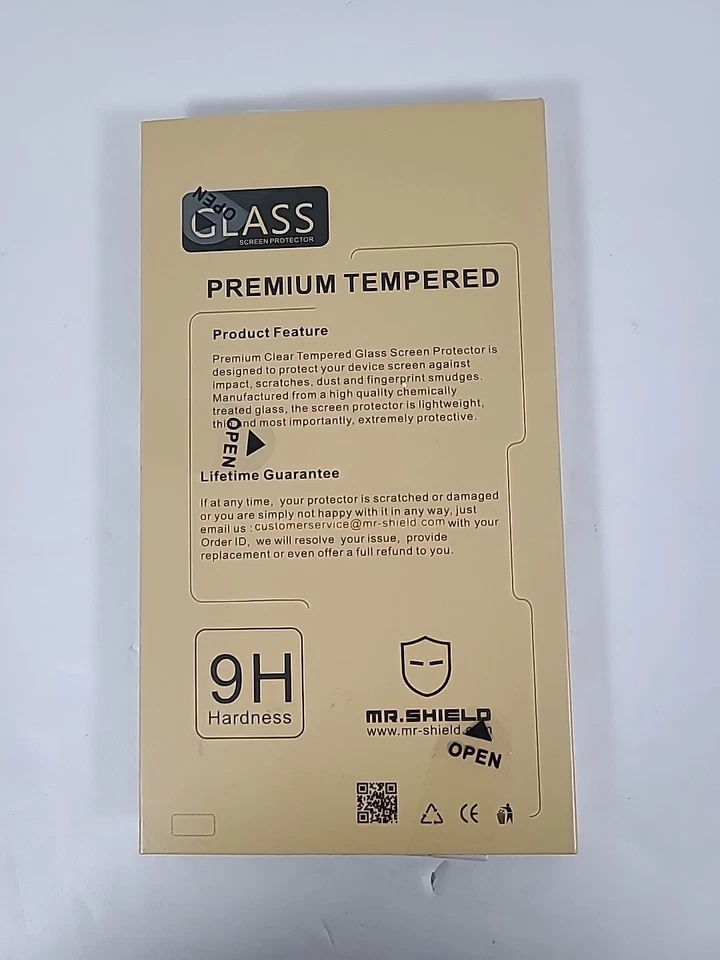 OPEN
GLASS
SCREEN PROTECTOR
PREMIUM TEMPERED
Product Feature
Premium Clear Tempered Glass Screen Protector is
designed to protect your device screen against
impact, scratches, dust and fingerprint smudges.
Manufactured from a high quality chemically
treated glass, the screen protector is lightweight,
and most importantly, extremely protective.
OPEN
Lifetime Guarantee
If at any time, your protector is scratched or damaged
or you are simply not happy with it in any way, just
email us : customerservice@mr-shield.com with your
Order ID, we will resolve your issue, provide
replacement or even offer a full refund to you.
9H
Hardness
MR.SHIELD
www.mr-shield.com
OPEN
CE